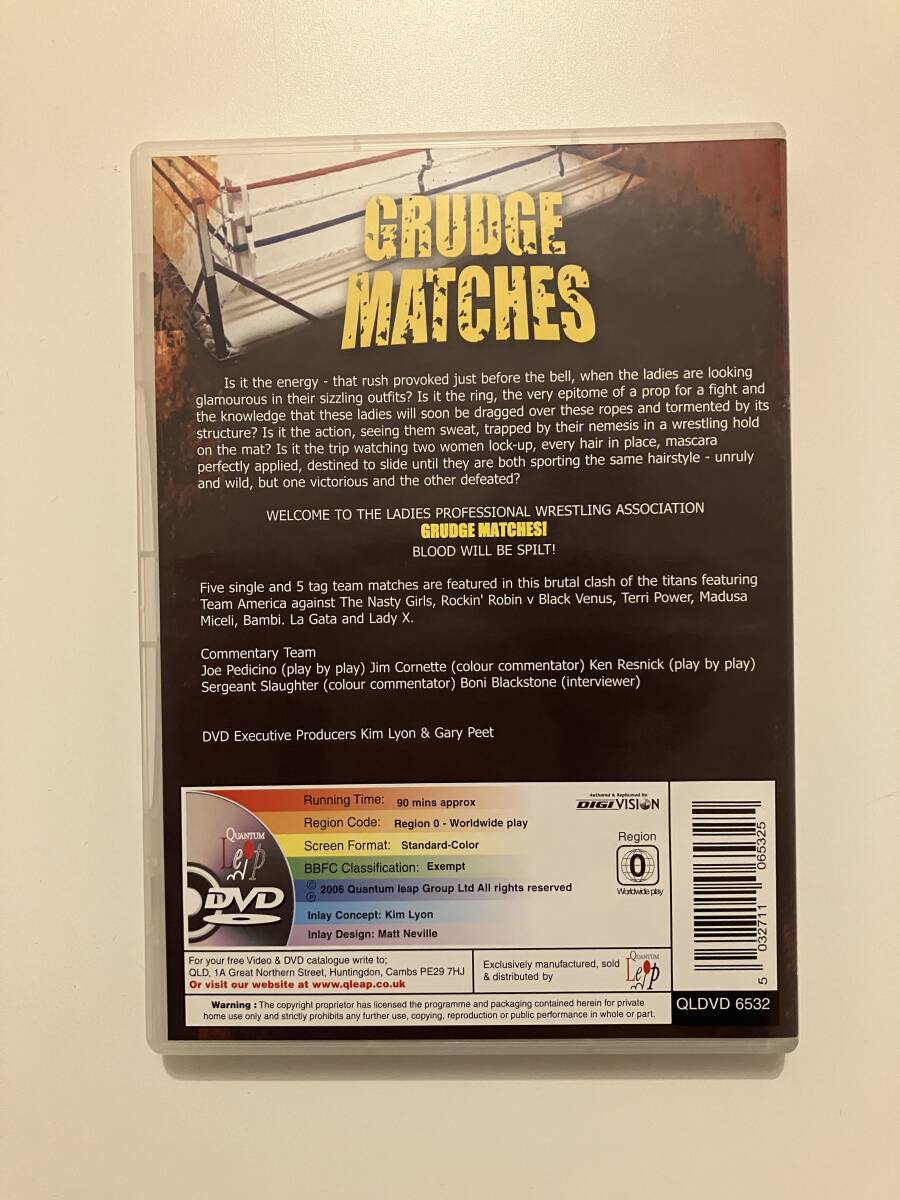 GRUDGE
MATCHES
Is it the energy - that rush provoked just before the bell, when the ladies are looking
glamourous in their sizzling outfits? Is it the ring, the very epitome of a prop for a fight and
the knowledge that these ladies will soon be dragged over these ropes and tormented by its
structure? Is it the action, seeing them sweat, trapped by their nemesis in a wrestling hold
on the mat? Is it the trip watching two women lock-up, every hair in place, mascara
perfectly applied, destined to slide until they are both sporting the same hairstyle - unruly
and wild, but one victorious and the other defeated?
WELCOME TO THE LADIES PROFESSIONAL WRESTLING ASSOCIATION
GRUDGE MATCHES!
BLOOD WILL BE SPILT!
Five single and 5 tag team matches are featured in this brutal clash of the titans featuring
Team America against The Nasty Girls, Rockin' Robin v Black Venus, Terri Power, Madusa
Miceli, Bambi. La Gata and Lady X.
Commentary Team
Joe Pedicino (play by play) Jim Cornette (colour commentator) Ken Resnick (play by play)
Sergeant Slaughter (colour commentator) Boni Blackstone (interviewer)
DVD Executive Producers Kim Lyon & Gary Peet
QUANTUM
Leap
DVD
Running Time: 90 mins approx
Region Code: Region 0 - Worldwide play
Screen Format: Standard-Color
BBFC Classification: Exempt
© ℗ 2006 Quantum leap Group Ltd All rights reserved
Inlay Concept: Kim Lyon
Inlay Design: Matt Neville
Authored & Replicated by:
DIGIVISION
Region
0
Worldwide play
For your free Video & DVD catalogue write to;
QLD, 1A Great Northern Street, Huntingdon, Cambs PE29 7HJ
Or visit our website at www.qleap.co.uk
Exclusively manufactured, sold
& distributed by
QUANTUM
Leap
Warning : The copyright proprietor has licensed the programme and packaging contained herein for private
home use only and strictly prohibits any further use, copying, reproduction or public performance in whole or part.
5 032711 065325
QLDVD 6532